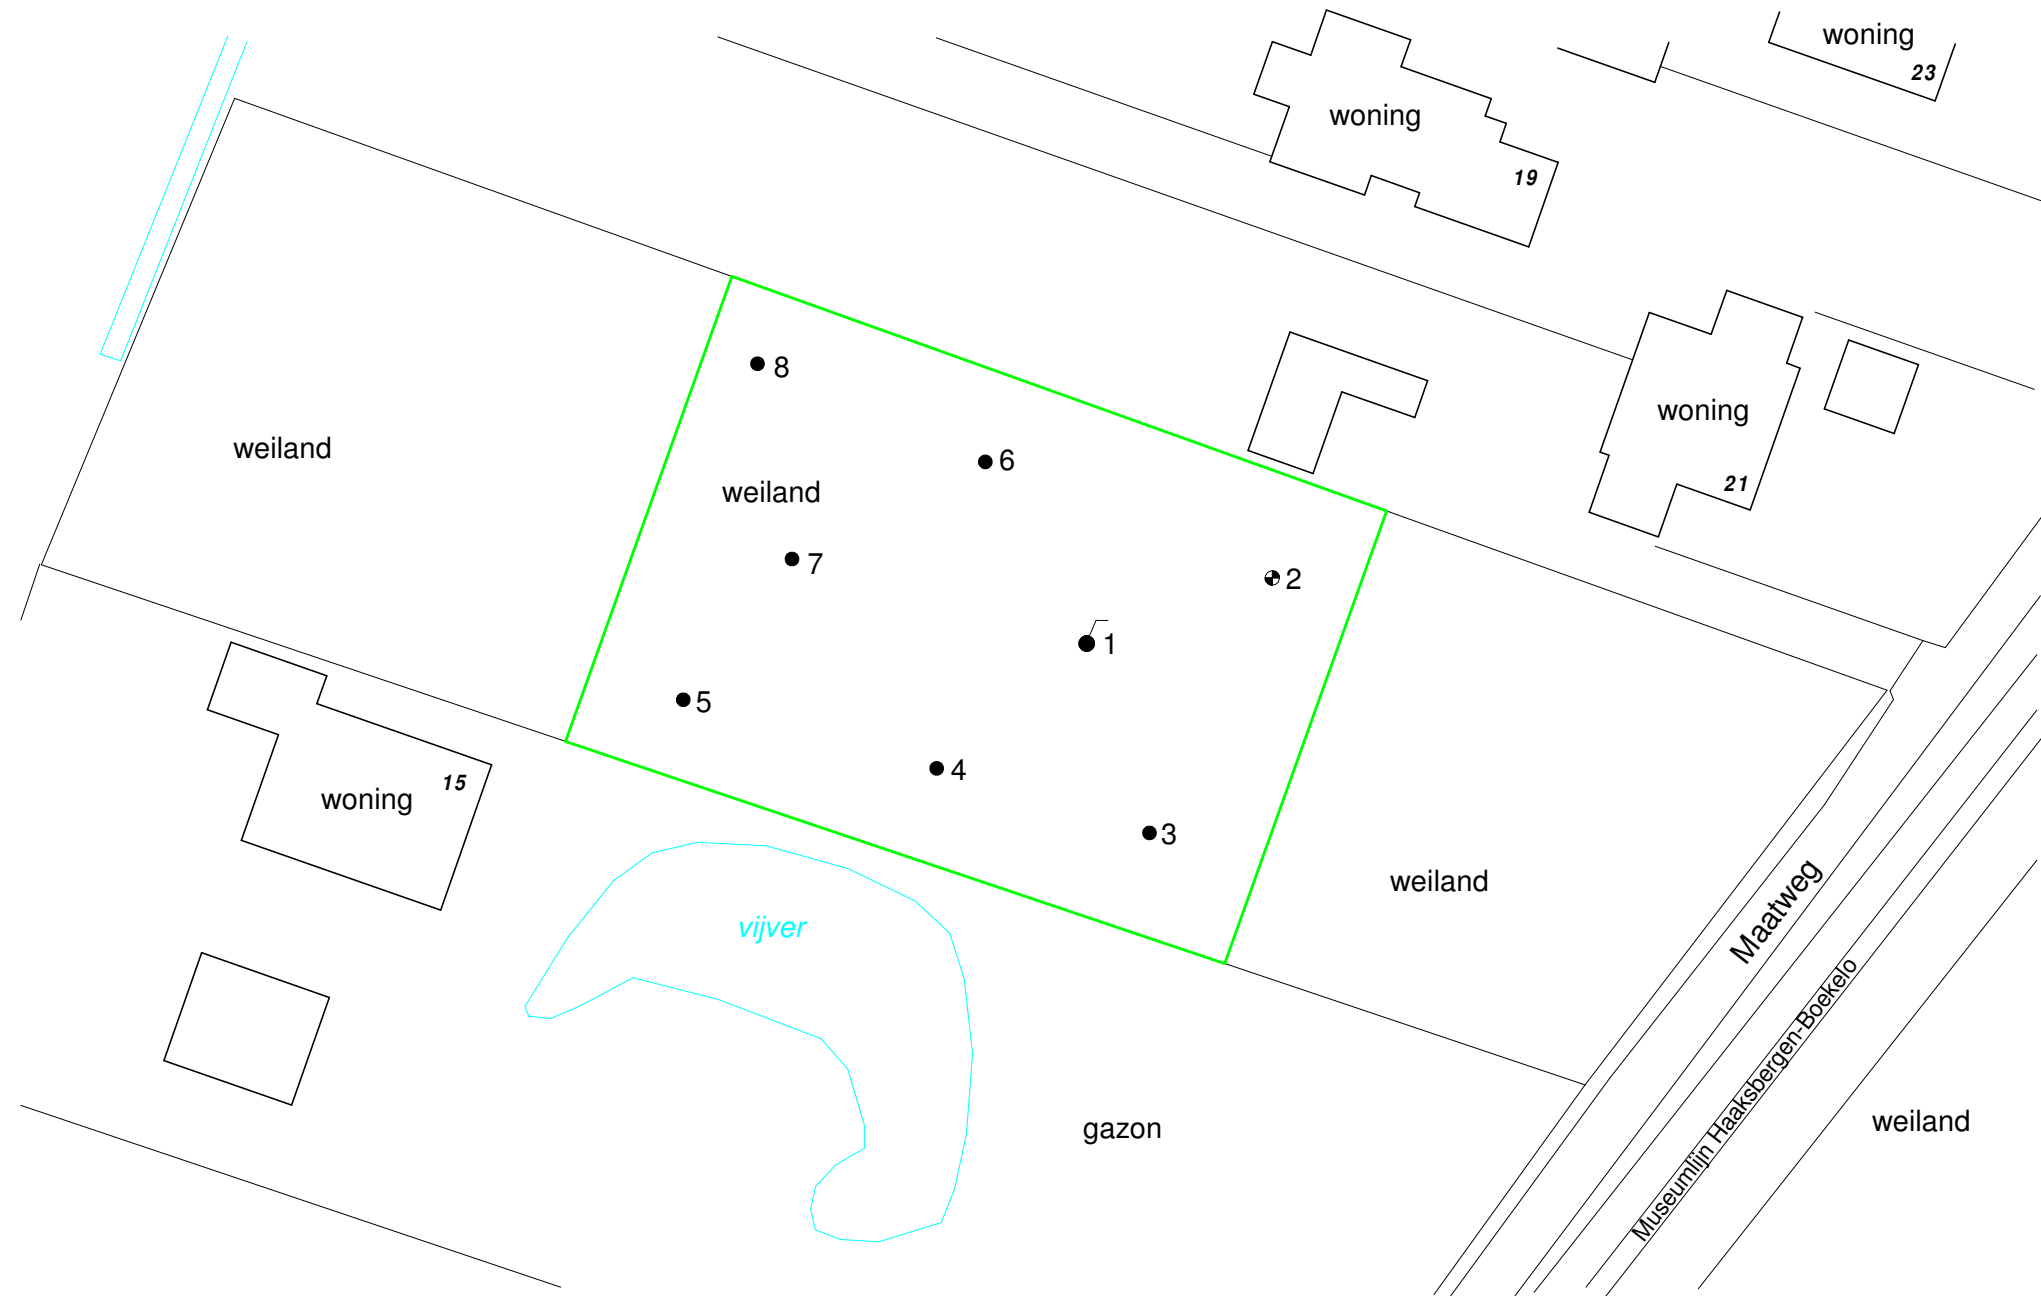 woning
23
woning
19
8
woning
6
weiland
weiland
21
7
2
1
5
4
15
woning
3
weiland
Maatweg
vijver
Museumlijn Haaksbergen-Boekelo
weiland
gazon